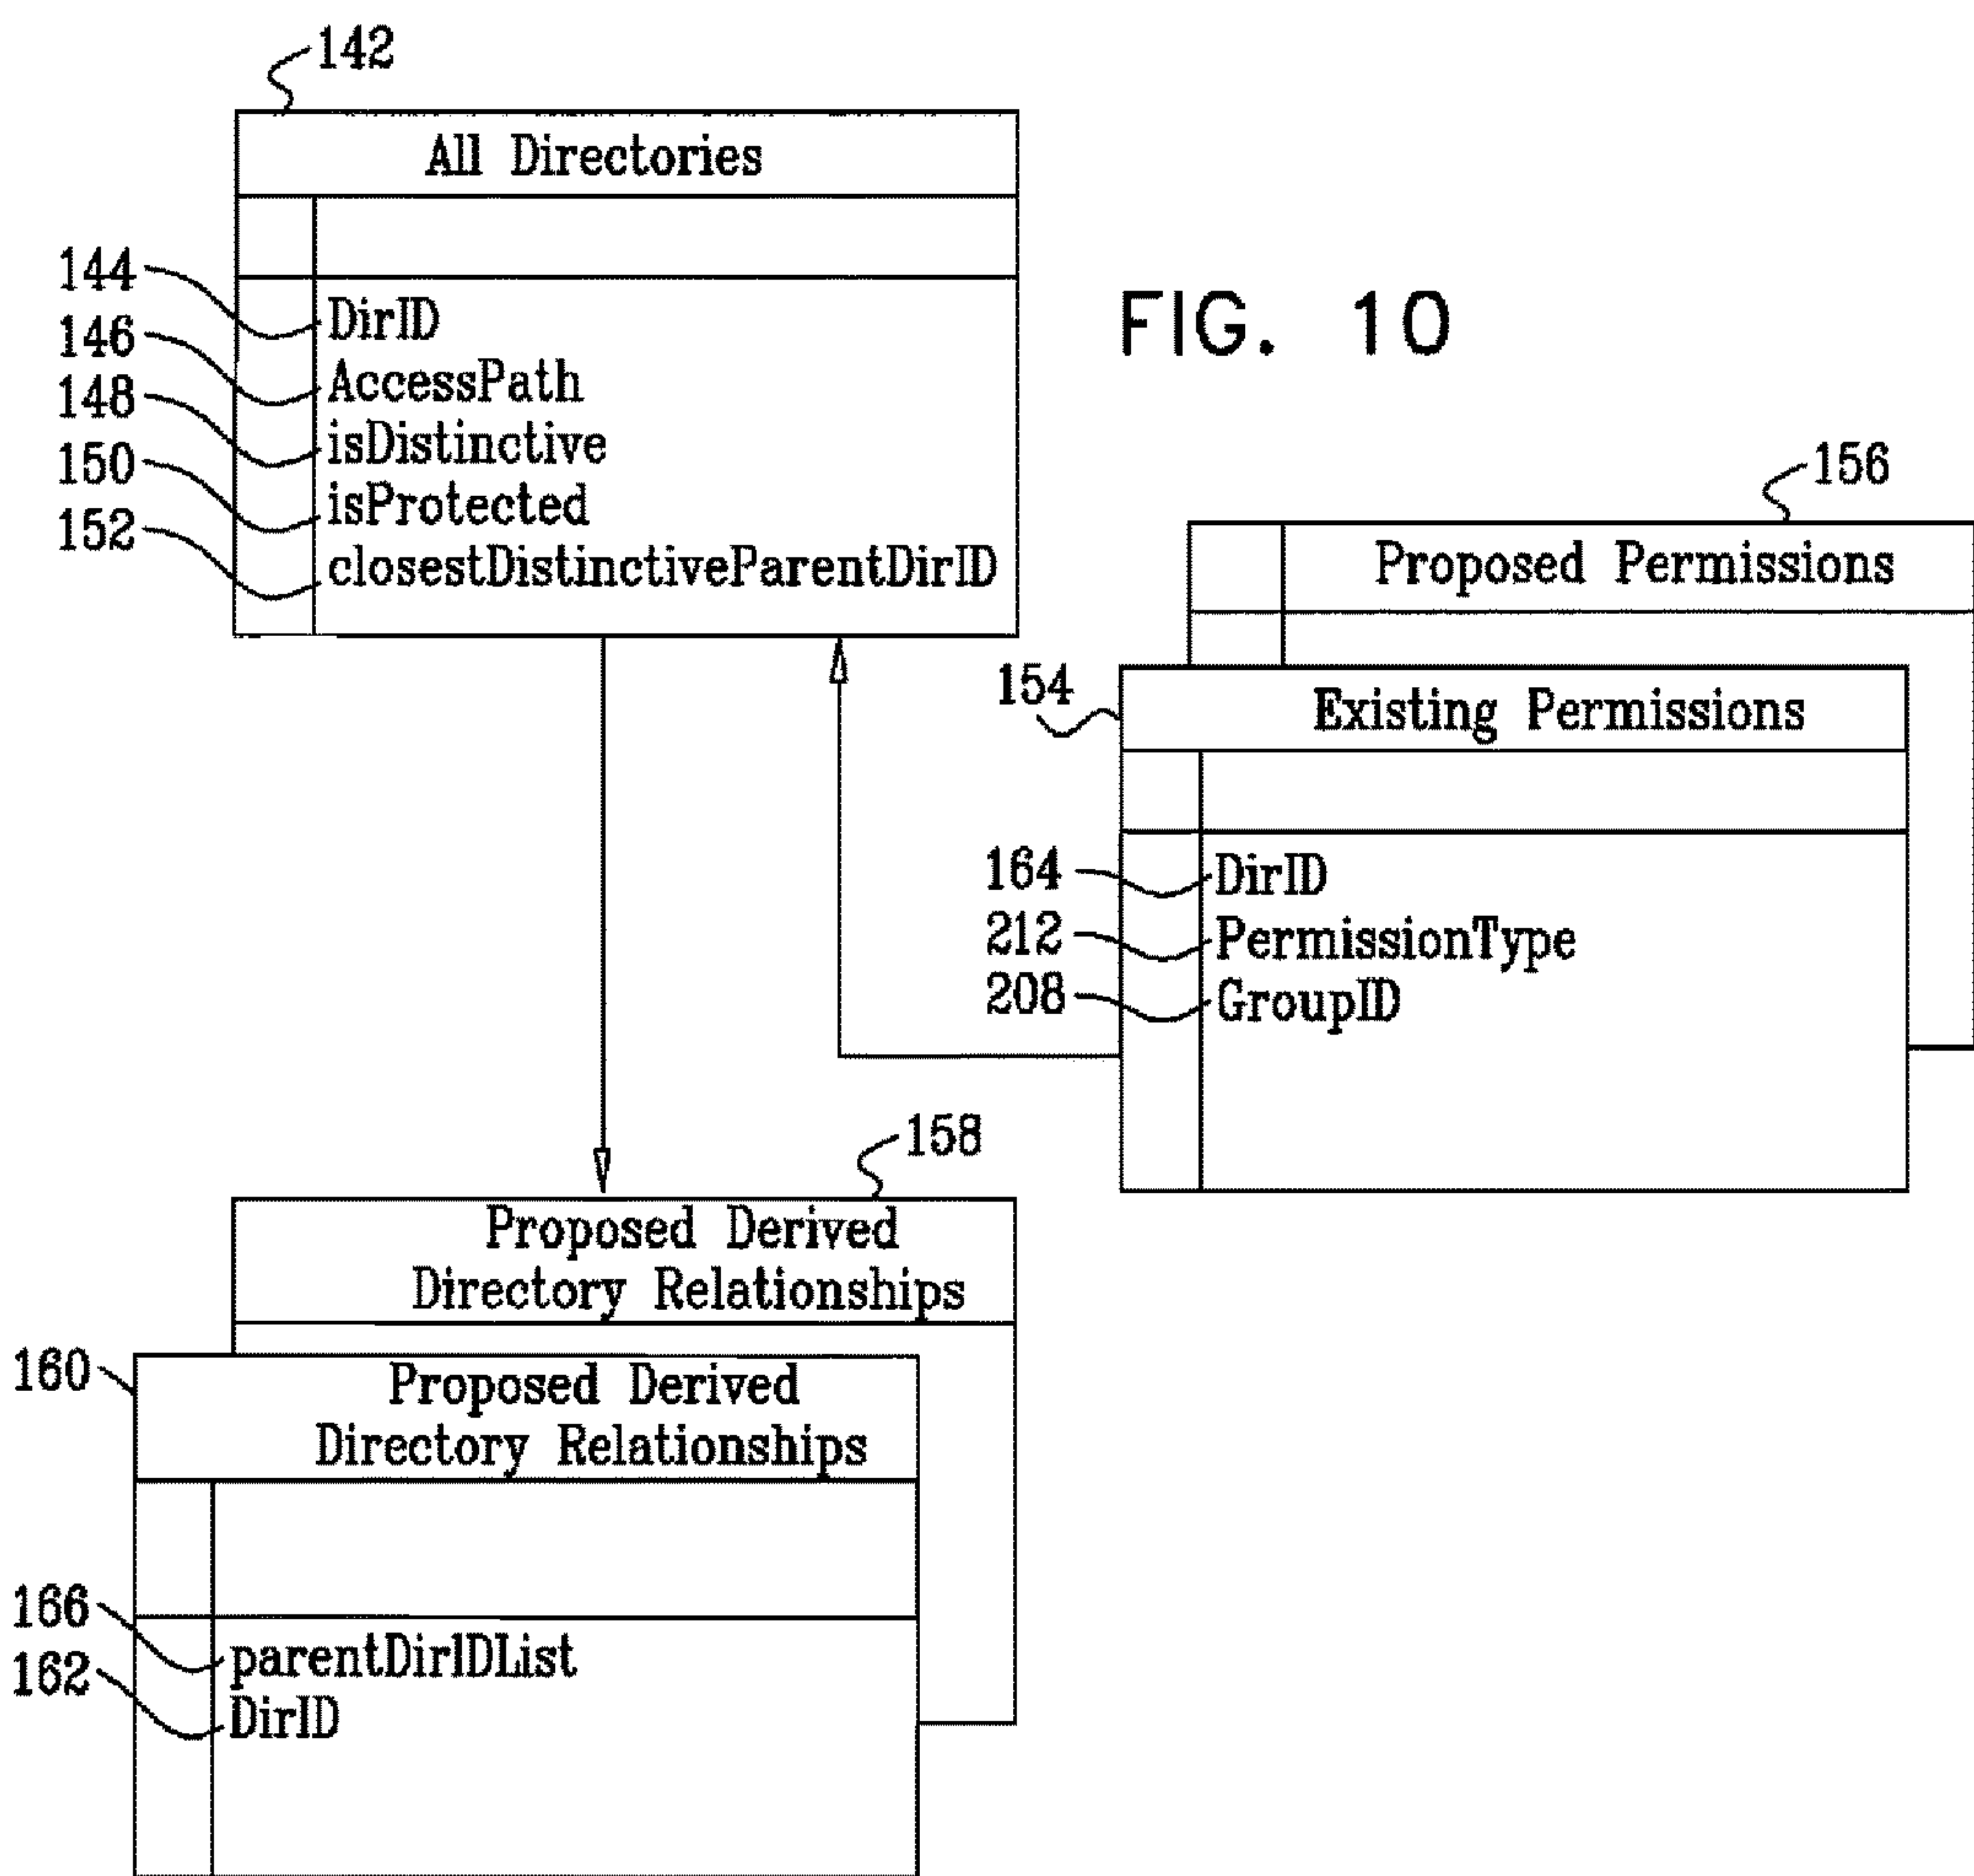 142
All Directories
144
DirID
146
AccessPath
148
isDistinctive
150
isProtected
152
closestDistinctiveParentDirID
FIG. 10
156
Proposed Permissions
154
Existing Permissions
164
DirID
212
PermissionType
208
GroupID
158
Proposed Derived
Directory Relationships
160
Proposed Derived
Directory Relationships
166
parentDirIDList
162
DirID